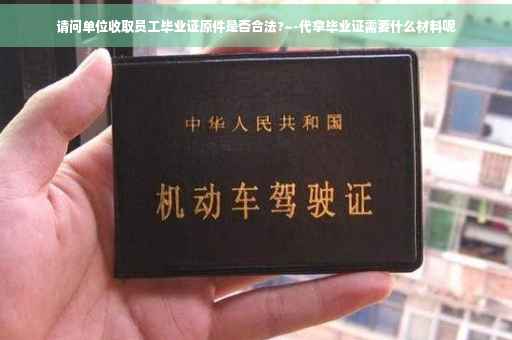 请问单位收取员工毕业证原件是否合法?---代拿毕业证需要什么材料呢
中华人民共和国
机动车驾驶证